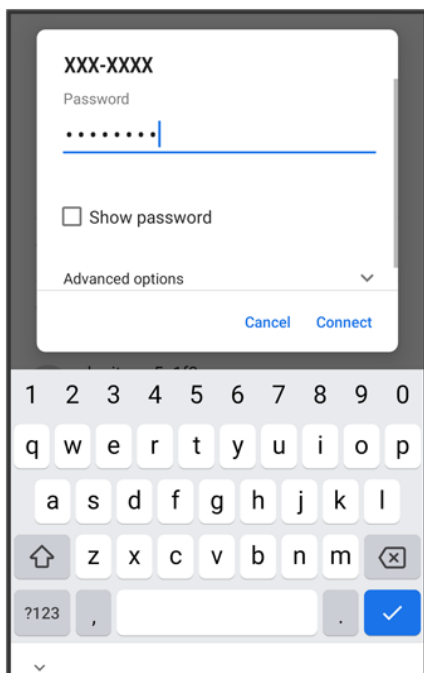 XXX-XXXX
Password
••••••••
Show password
Advanced options
Cancel Connect
1 2 3 4 5 6 7 8 9 0
q w e r t y u i o p
a s d f g h j k l
z x c v b n m
?123 , .